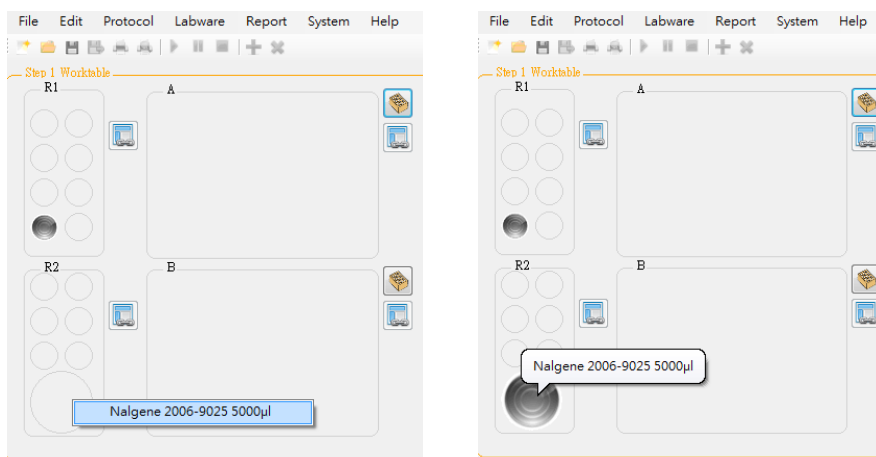 File Edit Protocol Labware Report System Help
Step 1 Worktable
R1 A
R2 B
Nalgene 2006-9025 5000μl
File Edit Protocol Labware Report System Help
Step 1 Worktable
R1 A
R2 B
Nalgene 2006-9025 5000μl